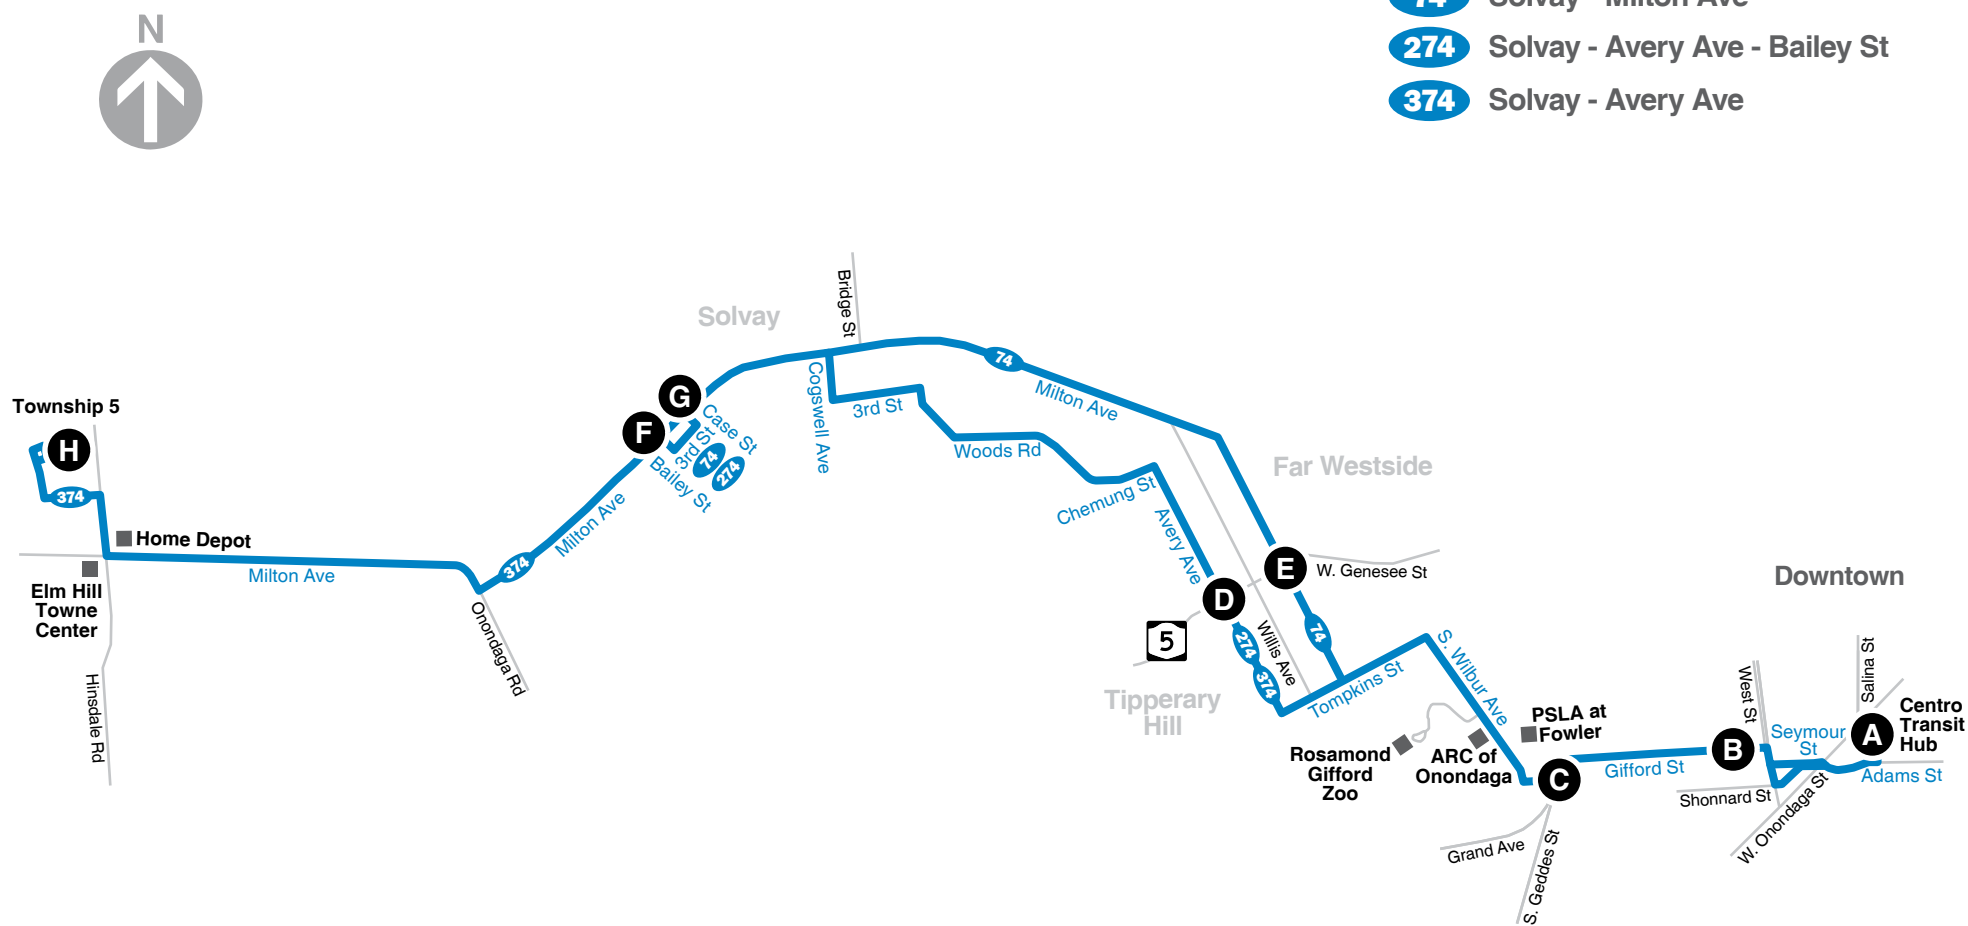 N
74 Solvay - Milton Ave
274 Solvay - Avery Ave - Bailey St
374 Solvay - Avery Ave
Solvay
Bridge St
74
Milton Ave
Cogswell Ave
3rd St
Woods Rd
Chemung St
Avery Ave
Far Westside
G
F
Case St
3rd St
74
274
Bailey St
Milton Ave
374
Township 5
H
374
Home Depot
Elm Hill
Towne
Center
Milton Ave
Onondaga Rd
Hinsdale Rd
E
W. Genesee St
D
5
274
374
Willis Ave
74
Tipperary
Hill
Tompkins St
S. Wilbur Ave
Rosamond
Gifford
Zoo
ARC of
Onondaga
PSLA at
Fowler
C
Grand Ave
S. Geddes St
Gifford St
B
Shonnard St
West St
Seymour
St
W. Onondaga St
Downtown
Salina St
A
Centro
Transit
Hub
Adams St